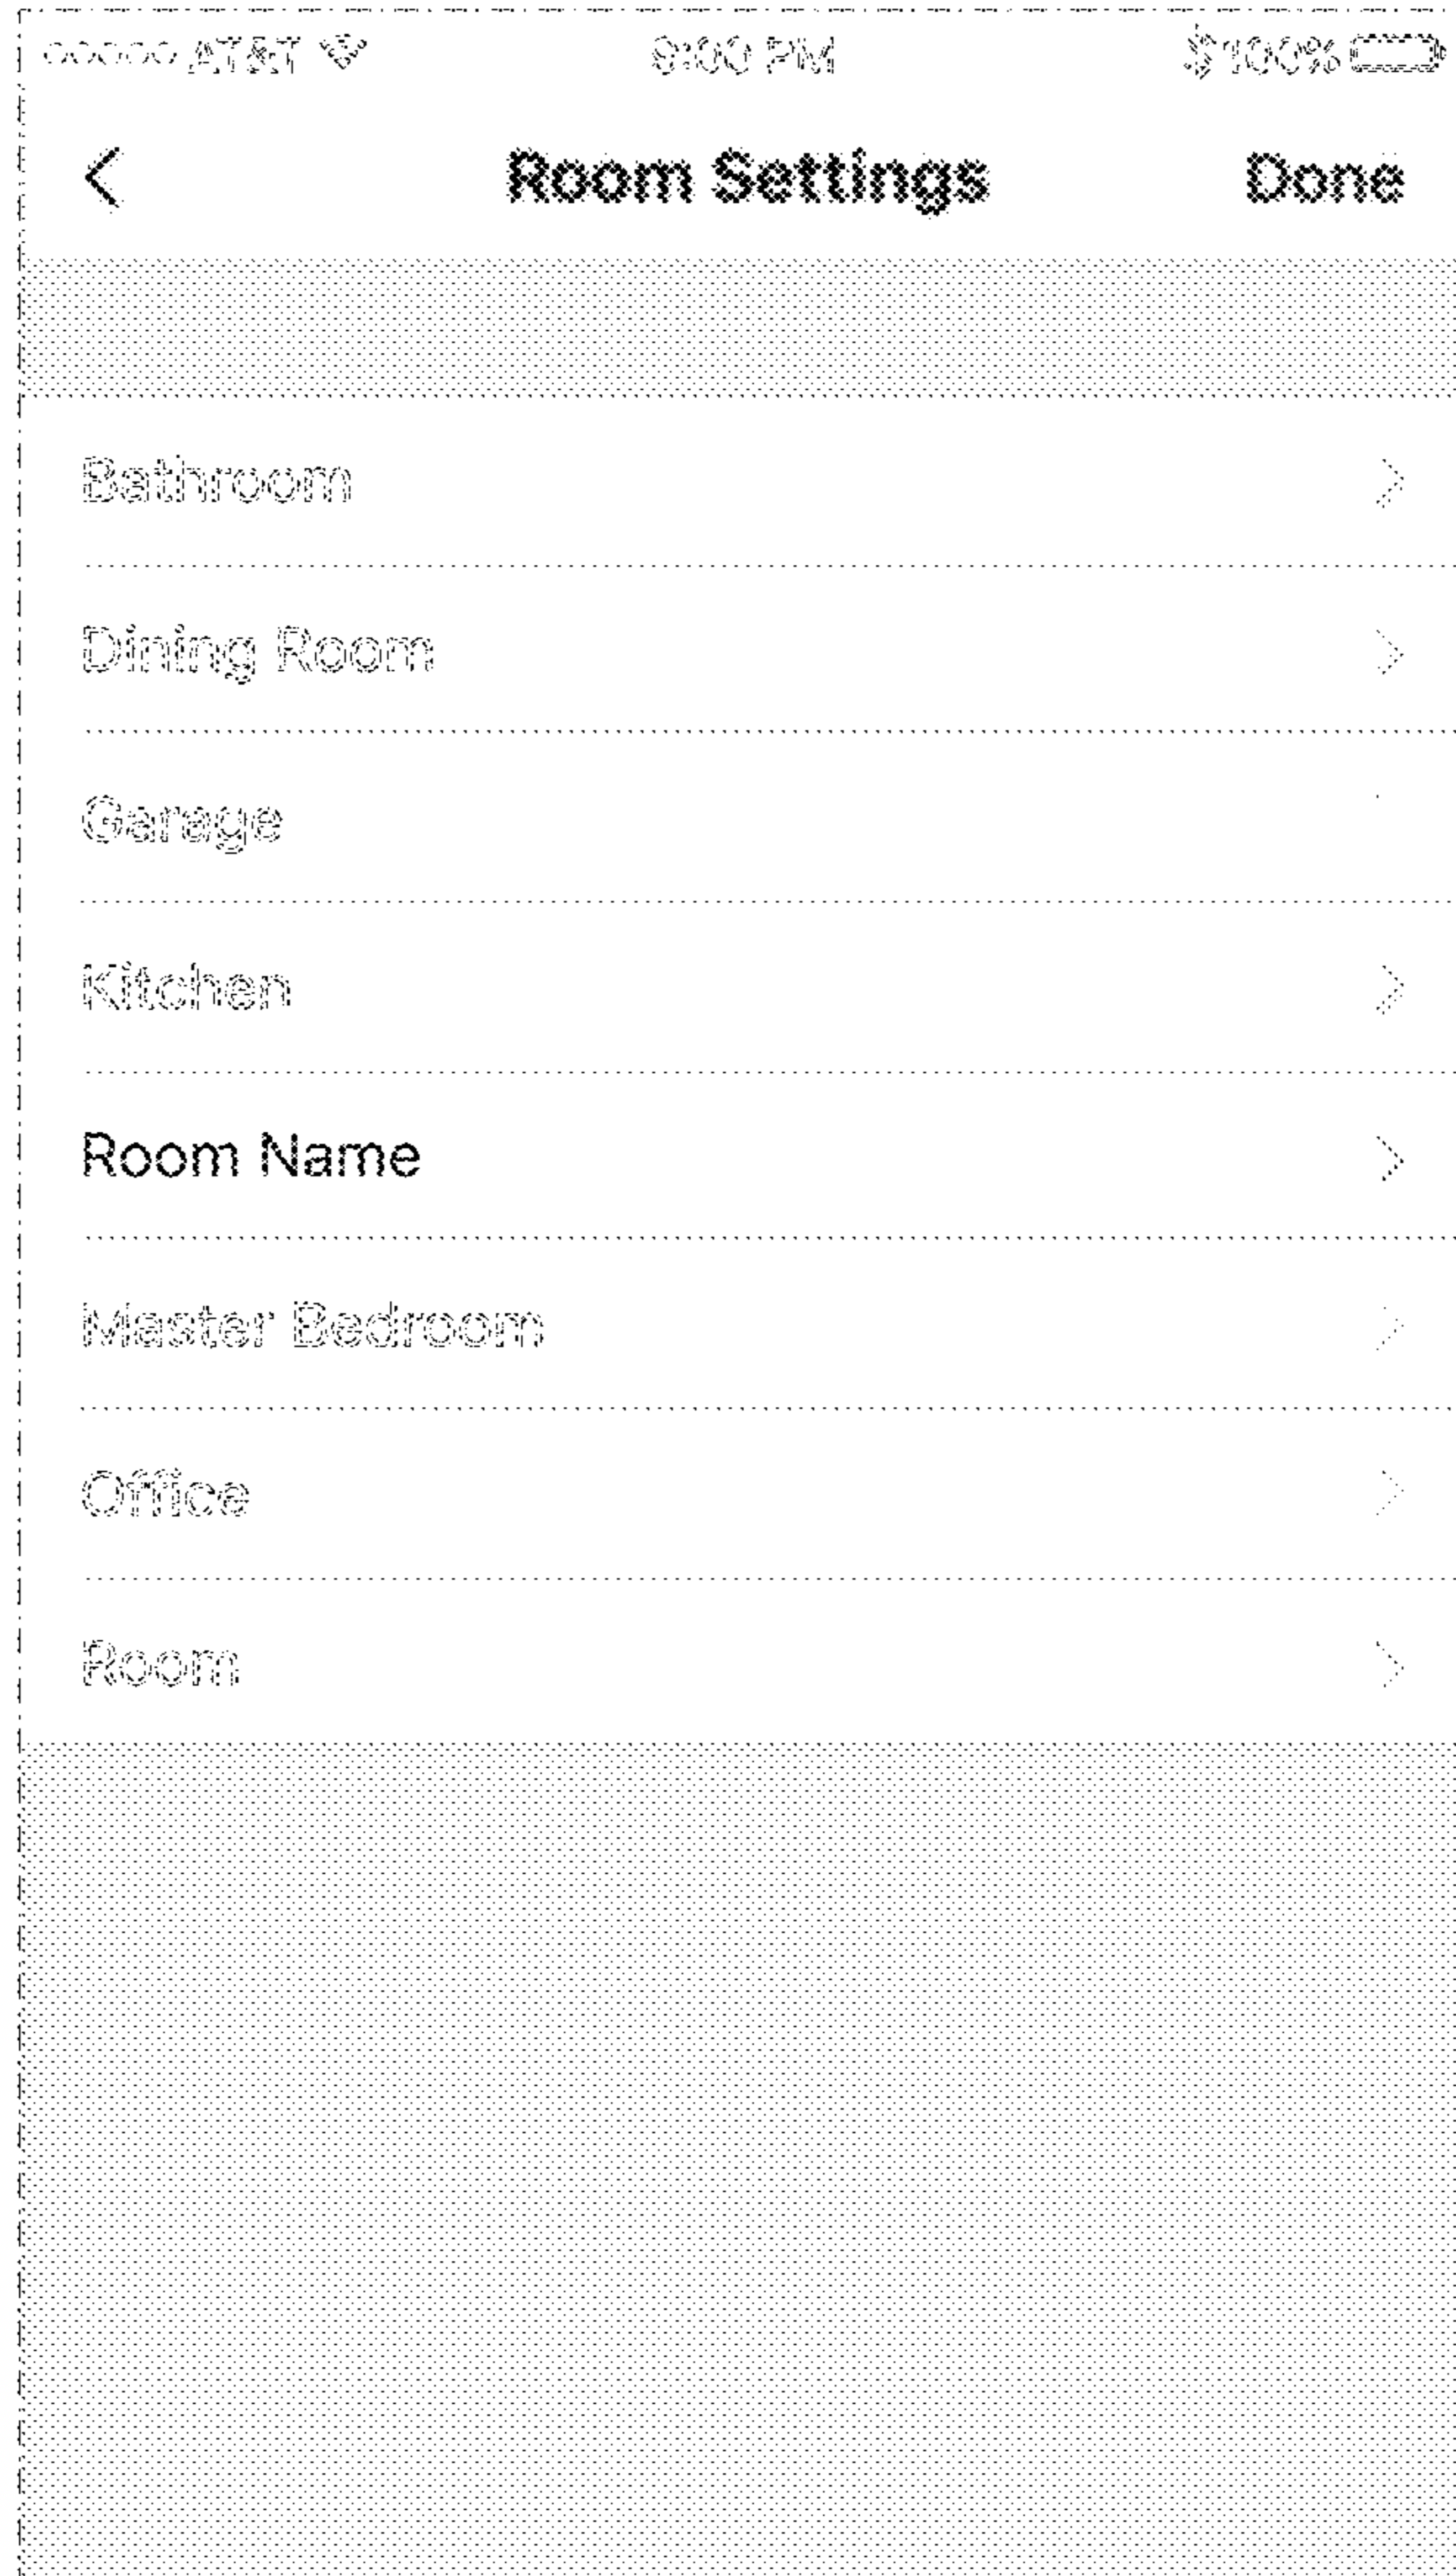 AT&T 9:00 PM 100%
Room Settings Done
Bathroom
Dining Room
Garage
Kitchen
Room Name
Master Bedroom
Office
Room